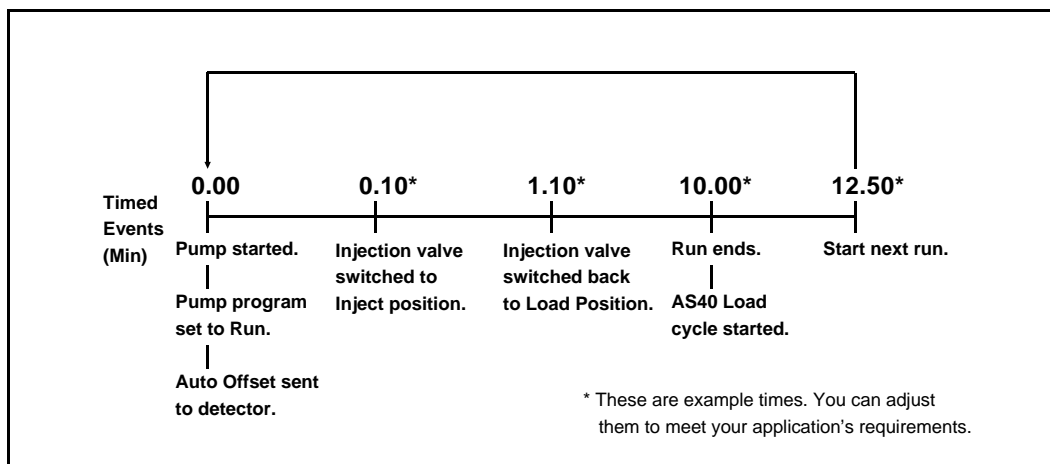 0.00
0.10*
1.10*
10.00*
12.50*
Timed
Events
(Min)
Pump started.
Pump program
set to Run.
Auto Offset sent
to detector.
Injection valve
switched to
Inject position.
Injection valve
switched back
to Load Position.
Run ends.
AS40 Load
cycle started.
Start next run.
* These are example times. You can adjust
them to meet your application's requirements.